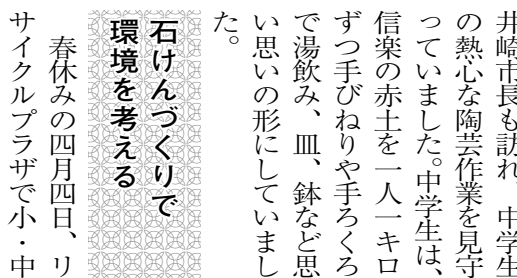 井崎市長も訪れ、中学生
の熱心な陶芸作業を見守
っていました。中学生は、
信楽の赤土を一人一キロ
ずつ手びねりや手ろくろ
で湯飲み、皿、鉢など思
い思いの形にしていまし
た。
石けんづくりで
環境を考える
春休みの四月四日、リ
サイクルプラザで小・中